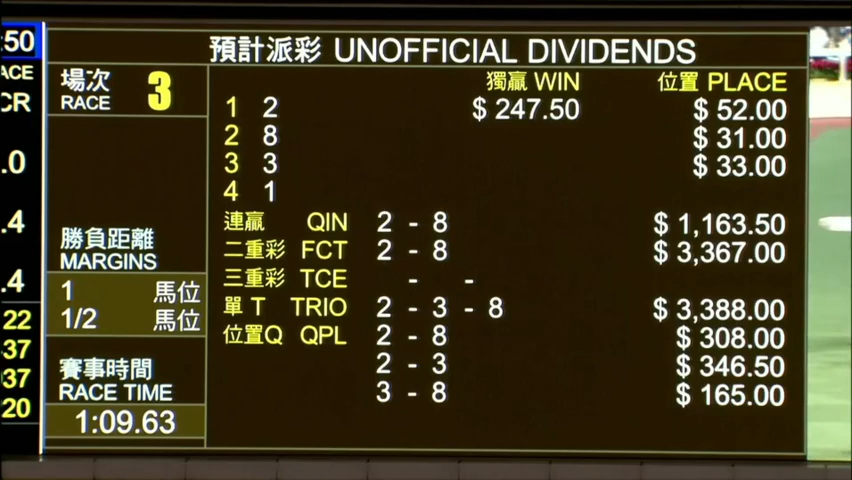 預計派彩 UNOFFICIAL DIVIDENDS
:50
場次
RACE 3
獨贏 WIN 位置 PLACE
1 2 $ 247.50 $ 52.00
2 8 $ 31.00
3 3 $ 33.00
4 1
連贏 QIN 2 - 8 $ 1,163.50
二重彩 FCT 2 - 8 $ 3,367.00
三重彩 TCE - -
單T TRIO 2 - 3 - 8 $ 3,388.00
位置Q QPL 2 - 8 $ 308.00
2 - 3 $ 346.50
3 - 8 $ 165.00
勝負距離
MARGINS
1 馬位
1/2 馬位
賽事時間
RACE TIME
1:09.63
ACE
CR
.0
.4
.4
22
37
37
20